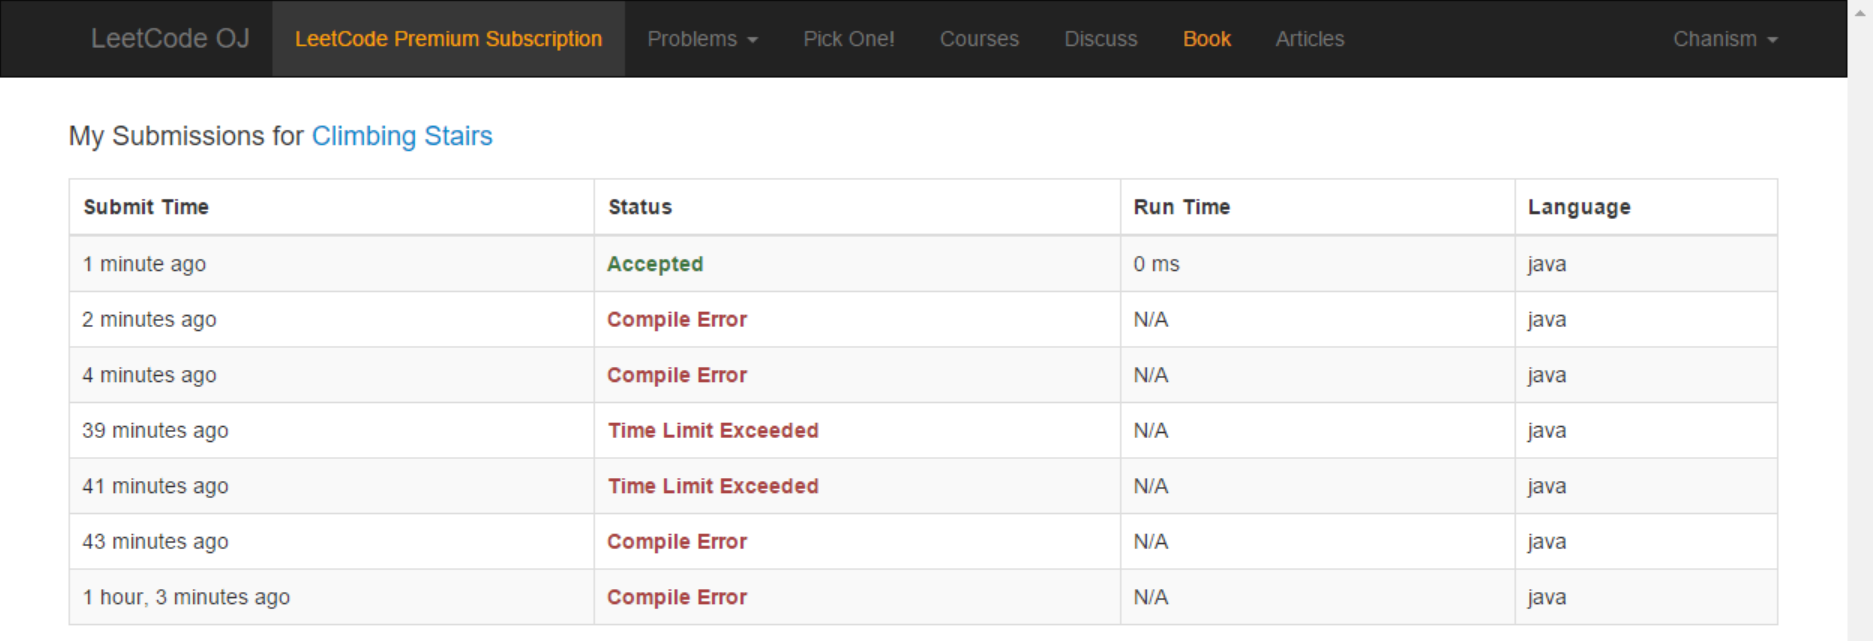 LeetCode OJ LeetCode Premium Subscription Problems Pick One! Courses Discuss Book Articles Chanism
My Submissions for Climbing Stairs
Submit Time Status Run Time Language
1 minute ago Accepted 0 ms java
2 minutes ago Compile Error N/A java
4 minutes ago Compile Error N/A java
39 minutes ago Time Limit Exceeded N/A java
41 minutes ago Time Limit Exceeded N/A java
43 minutes ago Compile Error N/A java
1 hour, 3 minutes ago Compile Error N/A java